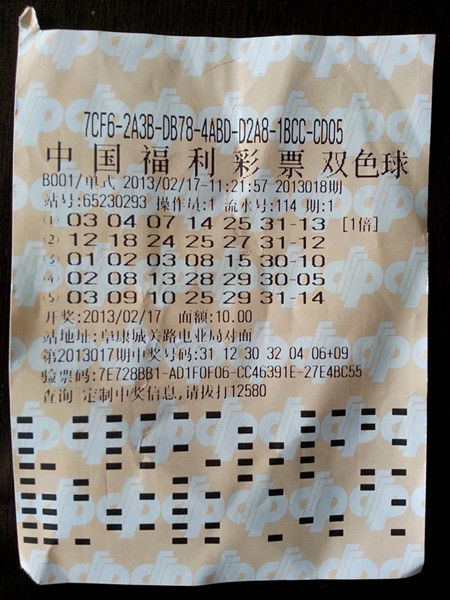 7CF6-2A3B-DB78-4ABD-D2A8-1BCC-CD05
中国福利彩票 双色球
B001/单式 2013/02/17-11:21:57 2013018期
站号:65230293 操作员:1 流水号:114 期:1
(1) 03 04 07 14 25 31-13 [1倍]
(2) 12 18 24 25 27 31-12
(3) 01 02 03 08 15 30-10
(4) 02 08 13 28 29 30-05
(5) 03 09 10 25 29 31-14
开奖:2013/02/17 面额:10.00
站地址:阜康城关路电业局对面
第2013017期中奖号码:31 12 30 32 04 06+09
验票码:7E728BB1-AD1F0F06-CC46391E-27E4BC55
查询 定制中奖信息,请拨打12580